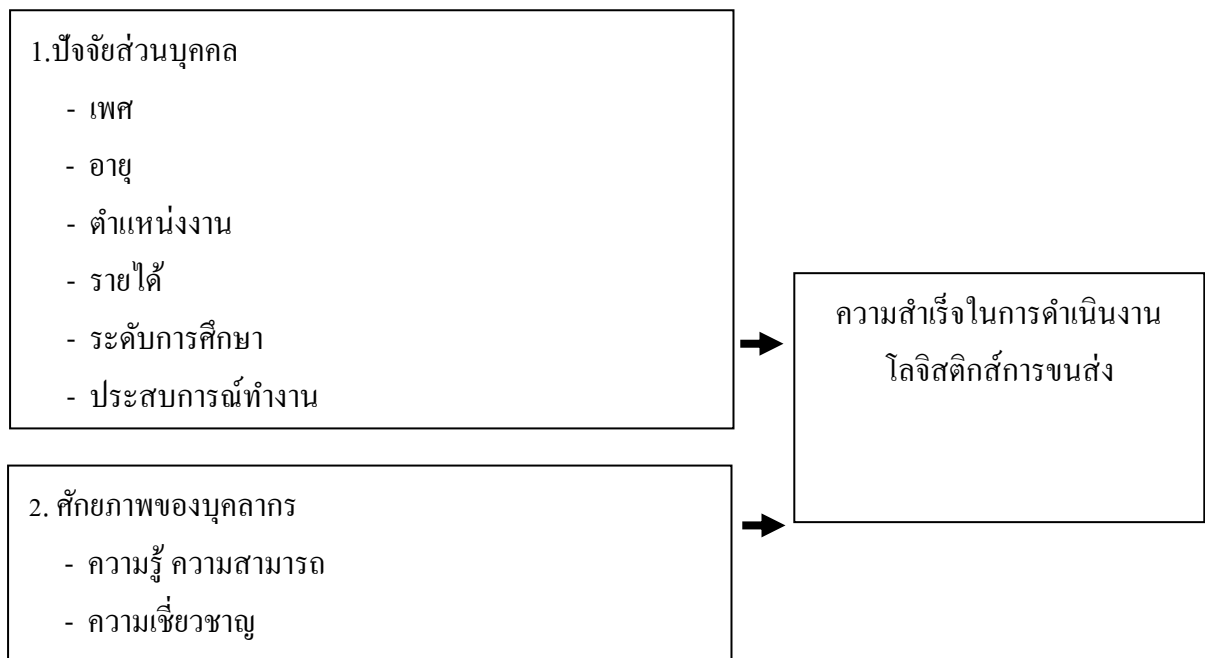 1.ปัจจัยส่วนบุคคล
- เพศ
- อายุ
- ตำแหน่งงาน
- รายได้
- ระดับการศึกษา
- ประสบการณ์ทำงาน
ความสำเร็จในการดำเนินงาน
โลจิสติกส์การขนส่ง
2. ศักยภาพของบุคลากร
- ความรู้ ความสามารถ
- ความเชี่ยวชาญ